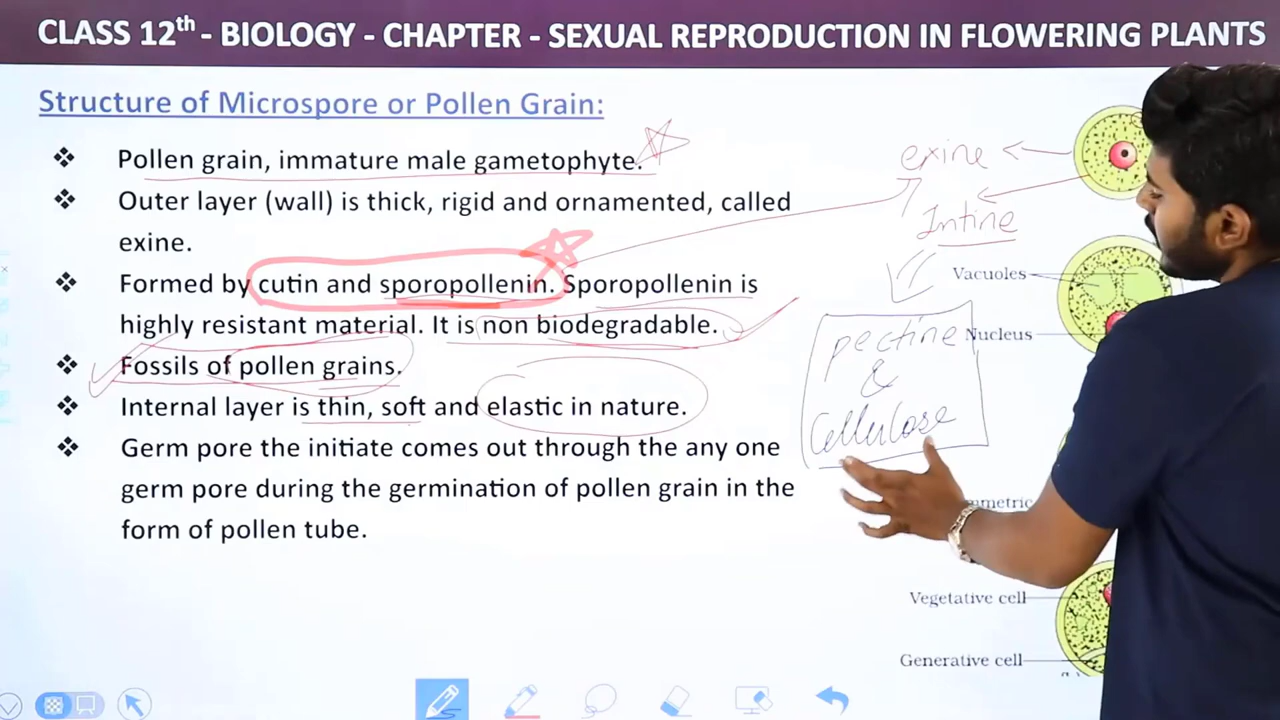 CLASS 12th - BIOLOGY - CHAPTER - SEXUAL REPRODUCTION IN FLOWERING PLANTS
Structure of Microspore or Pollen Grain:
❖ Pollen grain, immature male gametophyte.
❖ Outer layer (wall) is thick, rigid and ornamented, called
exine.
❖ Formed by cutin and sporopollenin. Sporopollenin is
highly resistant material. It is non biodegradable.
❖ Fossils of pollen grains.
❖ Internal layer is thin, soft and elastic in nature.
❖ Germ pore the initiate comes out through the any one
germ pore during the germination of pollen grain in the
form of pollen tube.
exine
Intine
Vacuoles
Nucleus
pectine
&
cellulose
Vegetative cell
Generative cell